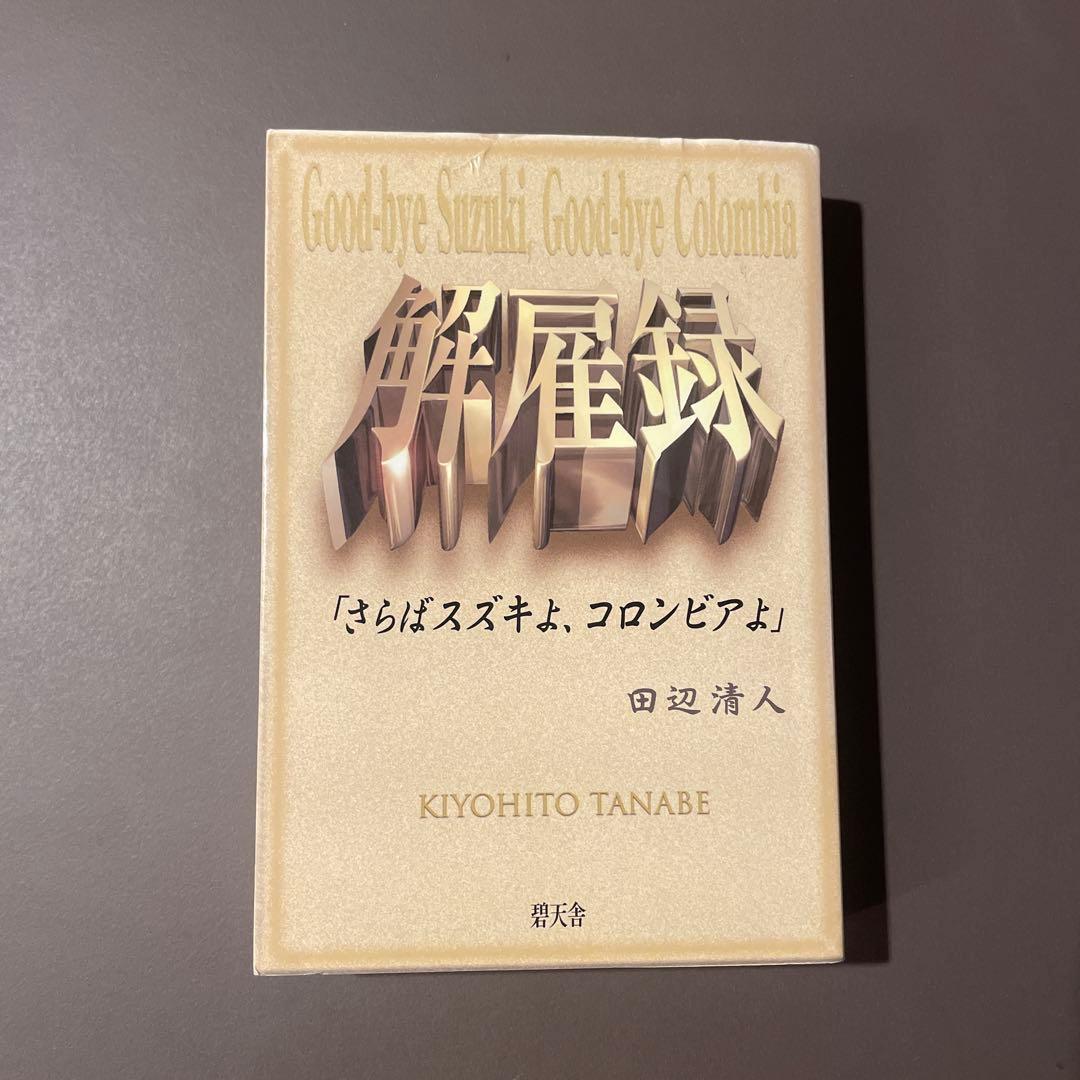 Good-bye Suzuki, Good-bye Colombia
解雇録
「さらばスズキよ、コロンビアよ」
田辺清人
KIYOHITO TANABE
碧天舎